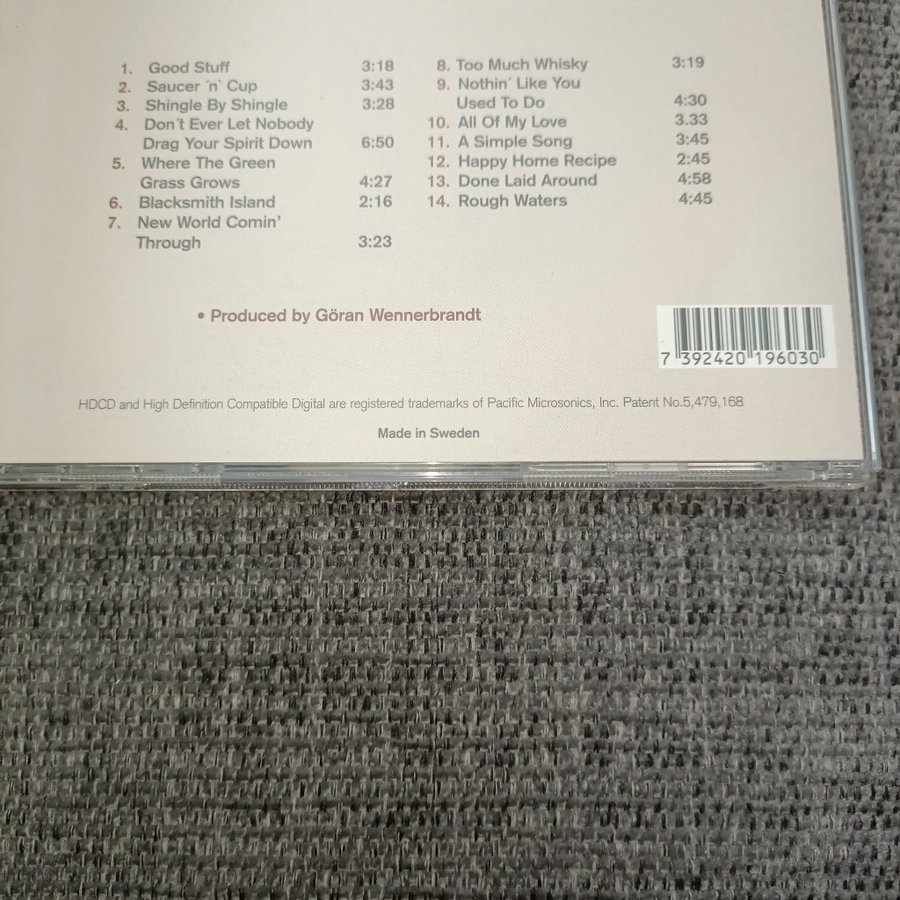 1. Good Stuff 3:18
2. Saucer ´n` Cup 3:43
3. Shingle By Shingle 3:28
4. Don´t Ever Let Nobody
Drag Your Spirit Down 6:50
5. Where The Green
Grass Grows 4:27
6. Blacksmith Island 2:16
7. New World Comin'
Through 3:23
8. Too Much Whisky 3:19
9. Nothin´ Like You
Used To Do 4:30
10. All Of My Love 3.33
11. A Simple Song 3:45
12. Happy Home Recipe 2:45
13. Done Laid Around 4:58
14. Rough Waters 4:45
• Produced by Göran Wennerbrandt
7 392420 196030
HDCD and High Definition Compatible Digital are registered trademarks of Pacific Microsonics, Inc. Patent No.5,479,168
Made in Sweden